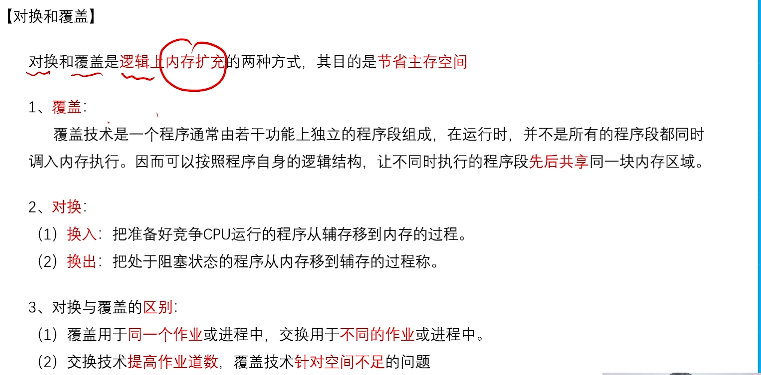 【对换和覆盖】
对换和覆盖是逻辑上内存扩充的两种方式，其目的是节省主存空间
1、覆盖：
覆盖技术是一个程序通常由若干功能上独立的程序段组成，在运行时，并不是所有的程序段都同时
调入内存执行。因而可以按照程序自身的逻辑结构，让不同时执行的程序段先后共享同一块内存区域。
2、对换：
（1）换入：把准备好竞争CPU运行的程序从辅存移到内存的过程。
（2）换出：把处于阻塞状态的程序从内存移到辅存的过程称。
3、对换与覆盖的区别：
（1）覆盖用于同一个作业或进程中，交换用于不同的作业或进程中。
（2）交换技术提高作业道数，覆盖技术针对空间不足的问题